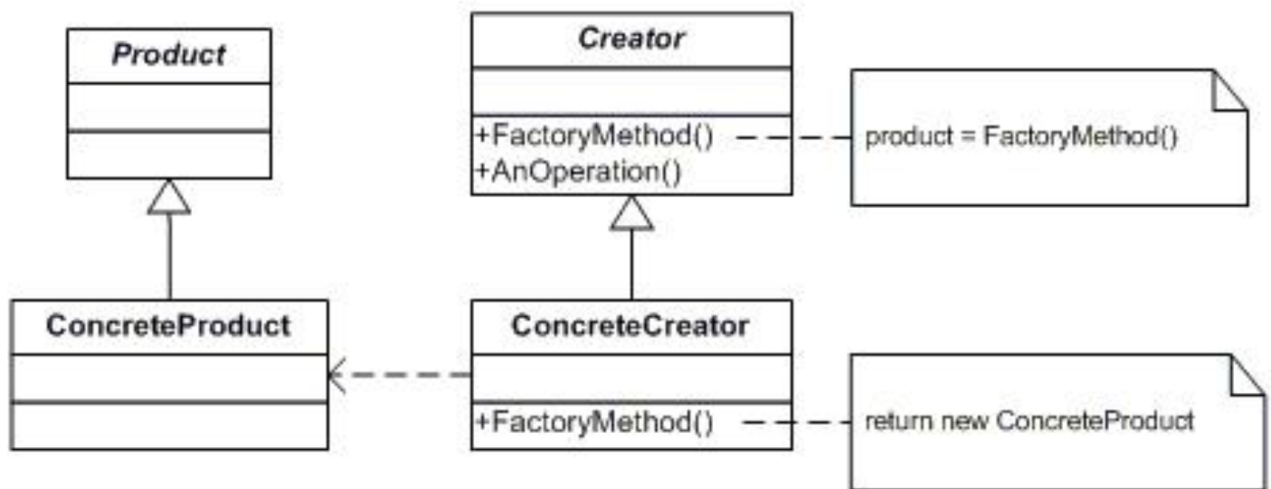 Product
Creator
+FactoryMethod()
+AnOperation()
product = FactoryMethod()
ConcreteProduct
ConcreteCreator
+FactoryMethod()
return new ConcreteProduct